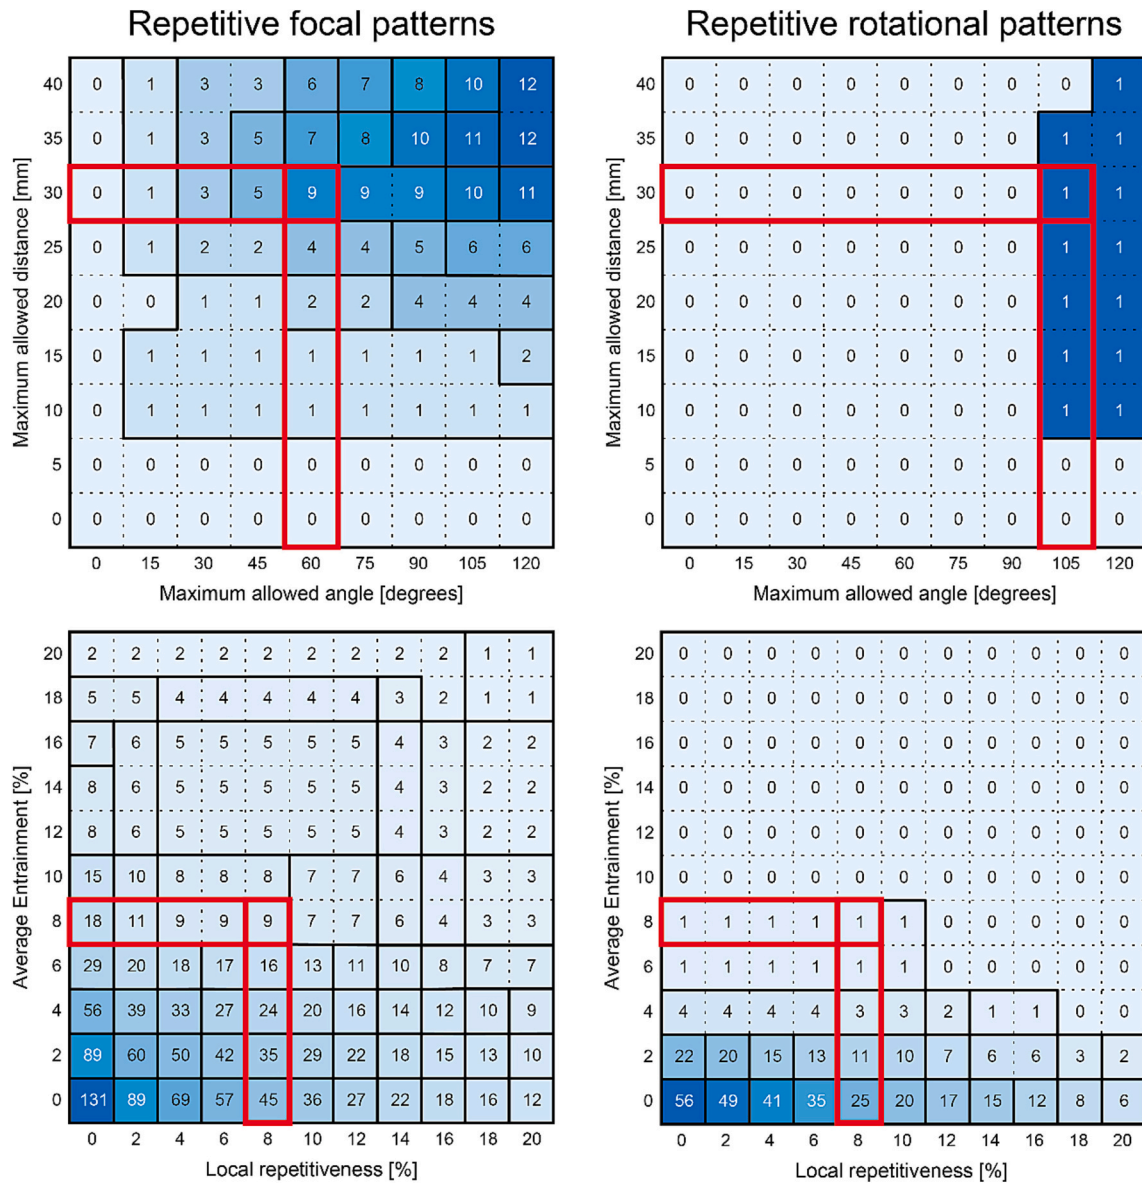 Repetitive focal patterns
Maximum allowed distance [mm]
40 0 1 3 3 6 7 8 10 12
35 0 1 3 5 7 8 10 11 12
30 0 1 3 5 9 9 9 10 11
25 0 1 2 2 4 4 5 6 6
20 0 0 1 1 2 2 4 4 4
15 0 1 1 1 1 1 1 1 2
10 0 1 1 1 1 1 1 1 1
5 0 0 0 0 0 0 0 0 0
0 0 0 0 0 0 0 0 0 0
0 15 30 45 60 75 90 105 120
Maximum allowed angle [degrees]
Repetitive rotational patterns
Maximum allowed distance [mm]
40 0 0 0 0 0 0 0 0 1
35 0 0 0 0 0 0 0 1 1
30 0 0 0 0 0 0 0 1 1
25 0 0 0 0 0 0 0 1 1
20 0 0 0 0 0 0 0 1 1
15 0 0 0 0 0 0 0 1 1
10 0 0 0 0 0 0 0 1 1
5 0 0 0 0 0 0 0 0 0
0 0 0 0 0 0 0 0 0 0
0 15 30 45 60 75 90 105 120
Maximum allowed angle [degrees]
Average Entrainment [%]
20 2 2 2 2 2 2 2 2 2 1 1
18 5 5 4 4 4 4 4 3 2 1 1
16 7 6 5 5 5 5 5 4 3 2 2
14 8 6 5 5 5 5 5 4 3 2 2
12 8 6 5 5 5 5 5 4 3 2 2
10 15 10 8 8 8 7 7 6 4 3 3
8 18 11 9 9 9 7 7 6 4 3 3
6 29 20 18 17 16 13 11 10 8 7 7
4 56 39 33 27 24 20 16 14 12 10 9
2 89 60 50 42 35 29 22 18 15 13 10
0 131 89 69 57 45 36 27 22 18 16 12
0 2 4 6 8 10 12 14 16 18 20
Local repetitiveness [%]
Average Entrainment [%]
20 0 0 0 0 0 0 0 0 0 0 0
18 0 0 0 0 0 0 0 0 0 0 0
16 0 0 0 0 0 0 0 0 0 0 0
14 0 0 0 0 0 0 0 0 0 0 0
12 0 0 0 0 0 0 0 0 0 0 0
10 0 0 0 0 0 0 0 0 0 0 0
8 1 1 1 1 1 1 0 0 0 0 0
6 1 1 1 1 1 1 0 0 0 0 0
4 4 4 4 4 3 3 2 1 1 0 0
2 22 20 15 13 11 10 7 6 6 3 2
0 56 49 41 35 25 20 17 15 12 8 6
0 2 4 6 8 10 12 14 16 18 20
Local repetitiveness [%]